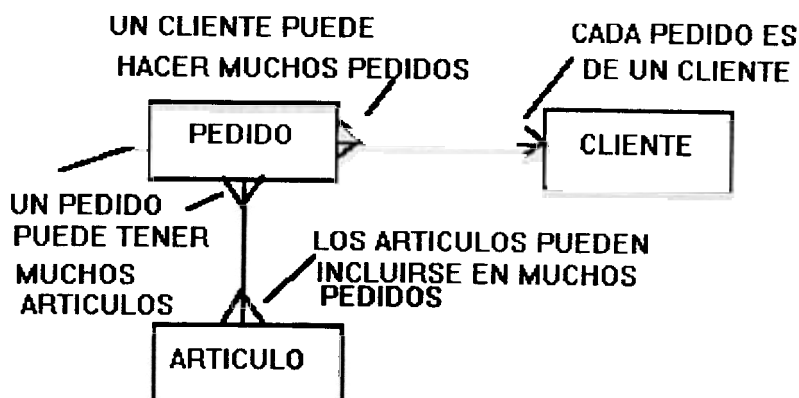 UN CLIENTE PUEDE
HACER MUCHOS PEDIDOS
CADA PEDIDO ES
DE UN CLIENTE
PEDIDO
CLIENTE
UN PEDIDO
PUEDE TENER
MUCHOS
ARTICULOS
LOS ARTICULOS PUEDEN
INCLUIRSE EN MUCHOS
PEDIDOS
ARTICULO